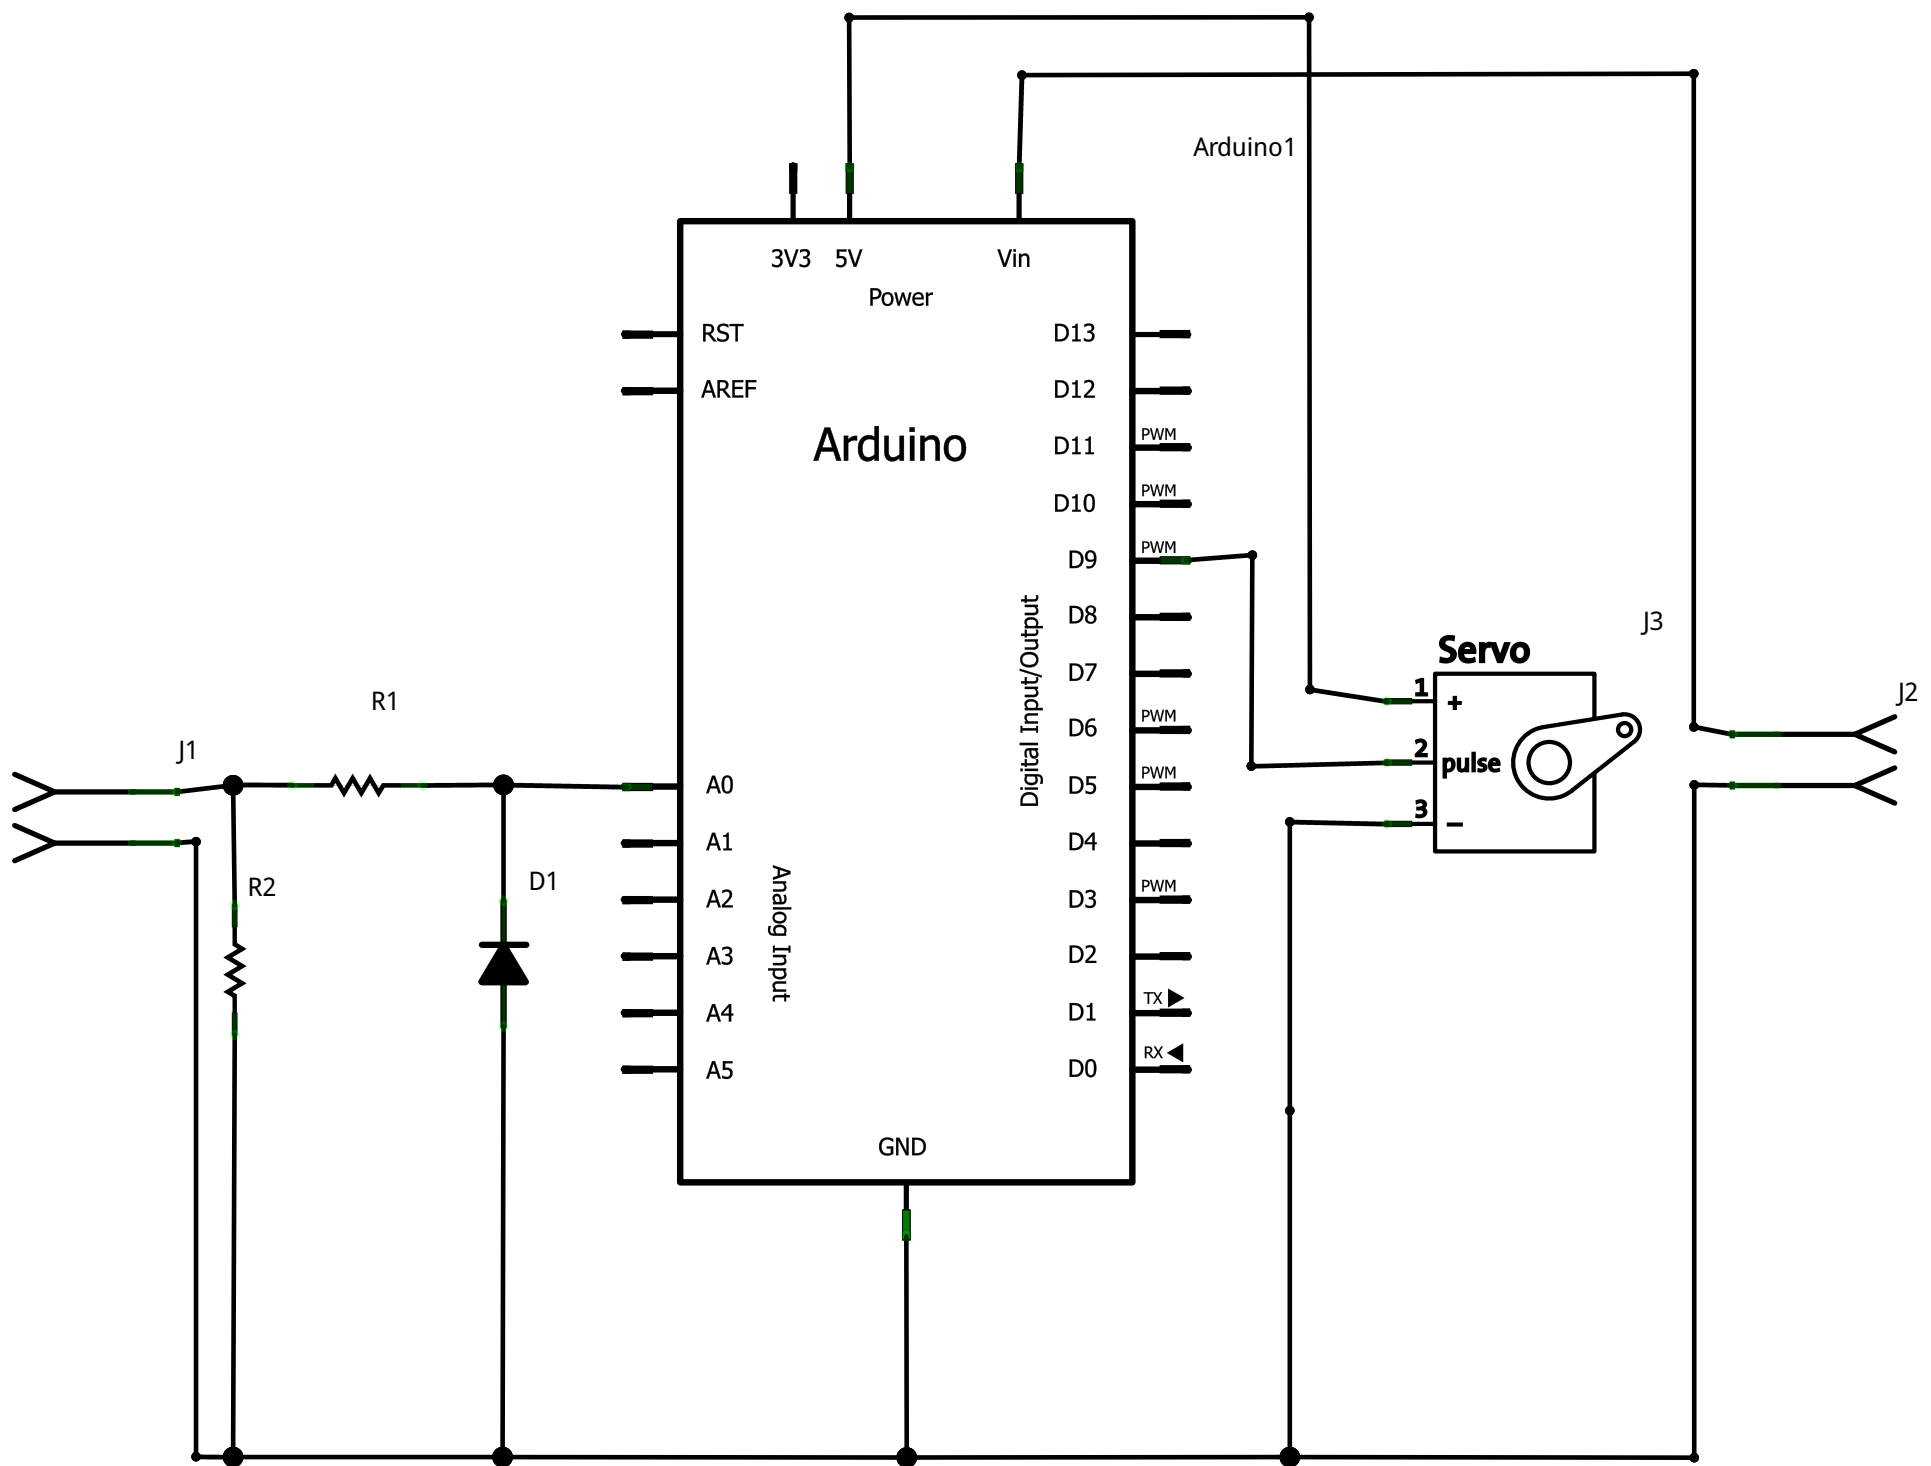 Arduino1
3V3 5V Vin
Power
RST
AREF
Arduino
D13
D12
D11 PWM
D10 PWM
D9 PWM
D8
D7
D6 PWM
D5 PWM
D4
D3 PWM
D2
D1 TX
D0 RX
Digital Input/Output
A0
A1
A2
A3
A4
A5
Analog Input
GND
J1
R1
R2
D1
J3
Servo
1 +
2 pulse
3 −
J2